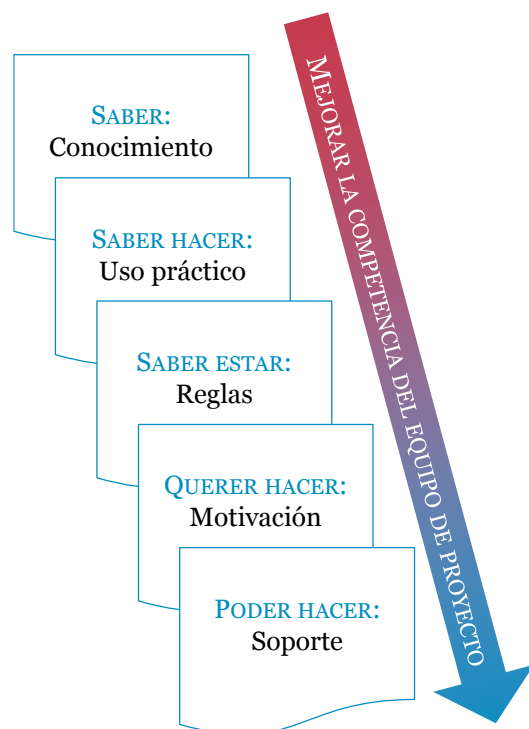 SABER:
Conocimiento
SABER HACER:
Uso práctico
SABER ESTAR:
Reglas
QUERER HACER:
Motivación
PODER HACER:
Soporte
MEJORAR LA COMPETENCIA DEL EQUIPO DE PROYECTO